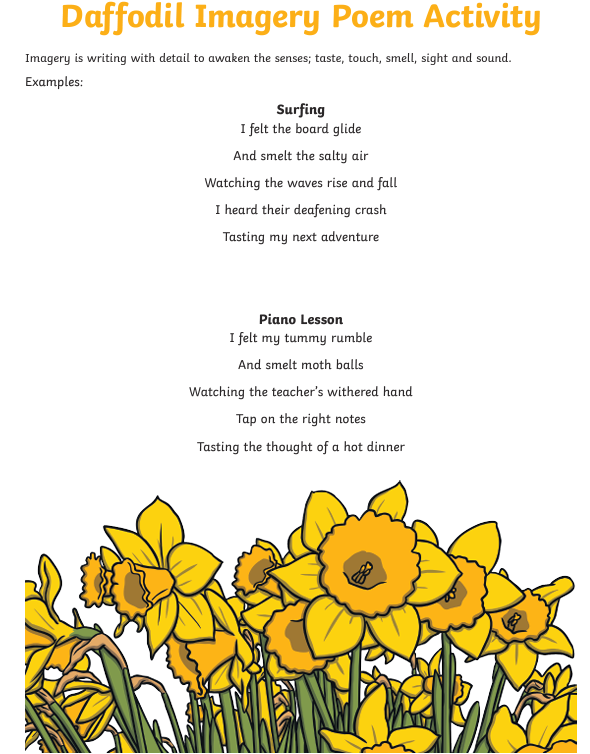 Daffodil Imagery Poem Activity
Imagery is writing with detail to awaken the senses; taste, touch, smell, sight and sound.
Examples:
Surfing
I felt the board glide
And smelt the salty air
Watching the waves rise and fall
I heard their deafening crash
Tasting my next adventure
Piano Lesson
I felt my tummy rumble
And smelt moth balls
Watching the teacher's withered hand
Tap on the right notes
Tasting the thought of a hot dinner